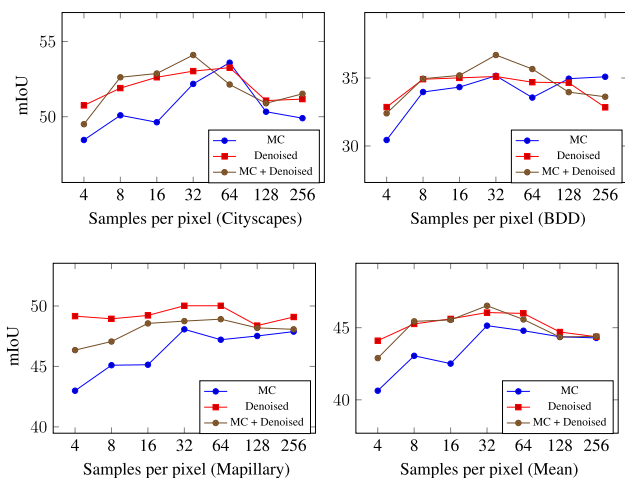 55
50
mIoU
MC
Denoised
MC + Denoised
4 8 16 32 64 128 256
Samples per pixel (Cityscapes)
35
30
MC
Denoised
MC + Denoised
4 8 16 32 64 128 256
Samples per pixel (BDD)
50
45
40
mIoU
MC
Denoised
MC + Denoised
4 8 16 32 64 128 256
Samples per pixel (Mapillary)
45
40
MC
Denoised
MC + Denoised
4 8 16 32 64 128 256
Samples per pixel (Mean)